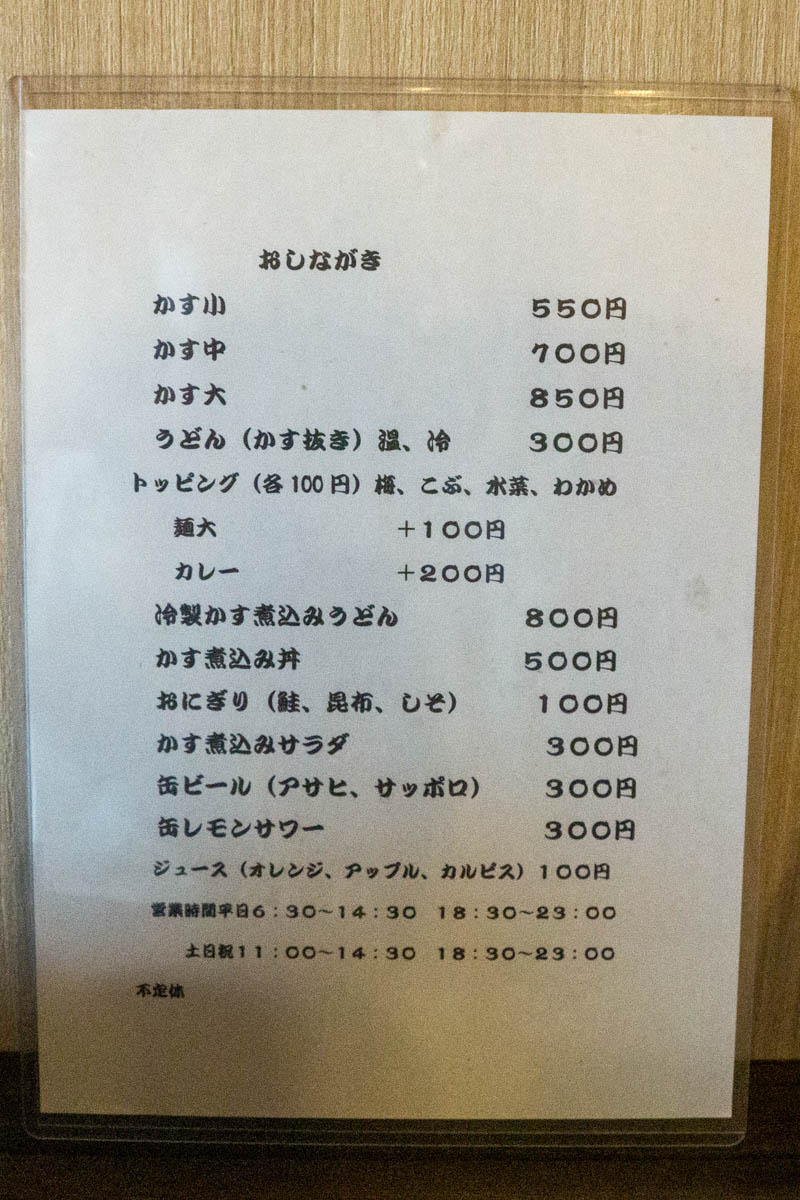 おしながき
かす小 550円
かす中 700円
かす大 850円
うどん（かす抜き）温、冷 300円
トッピング（各100円）梅、こぶ、水菜、わかめ
麺大 ＋100円
カレー ＋200円
冷製かす煮込みうどん 800円
かす煮込み丼 500円
おにぎり（鮭、昆布、しそ） 100円
かす煮込みサラダ 300円
缶ビール（アサヒ、サッポロ） 300円
缶レモンサワー 300円
ジュース（オレンジ、アップル、カルピス）100円
営業時間平日6：30〜14：30 18：30〜23：00
土日祝11：00〜14：30 18：30〜23：00
不定休